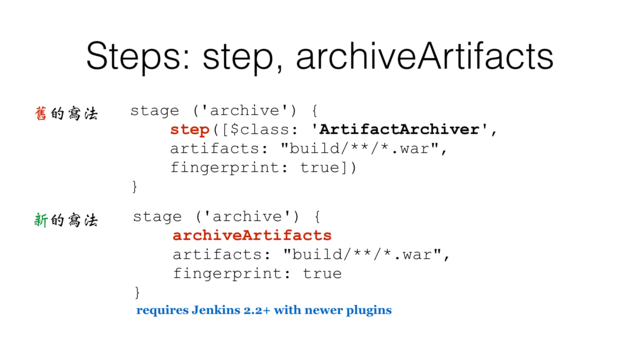 Steps: step, archiveArtifacts
舊的寫法
stage ('archive') {
step([$class: 'ArtifactArchiver',
artifacts: "build/**/*.war",
fingerprint: true])
}
新的寫法
stage ('archive') {
archiveArtifacts
artifacts: "build/**/*.war",
fingerprint: true
}
requires Jenkins 2.2+ with newer plugins